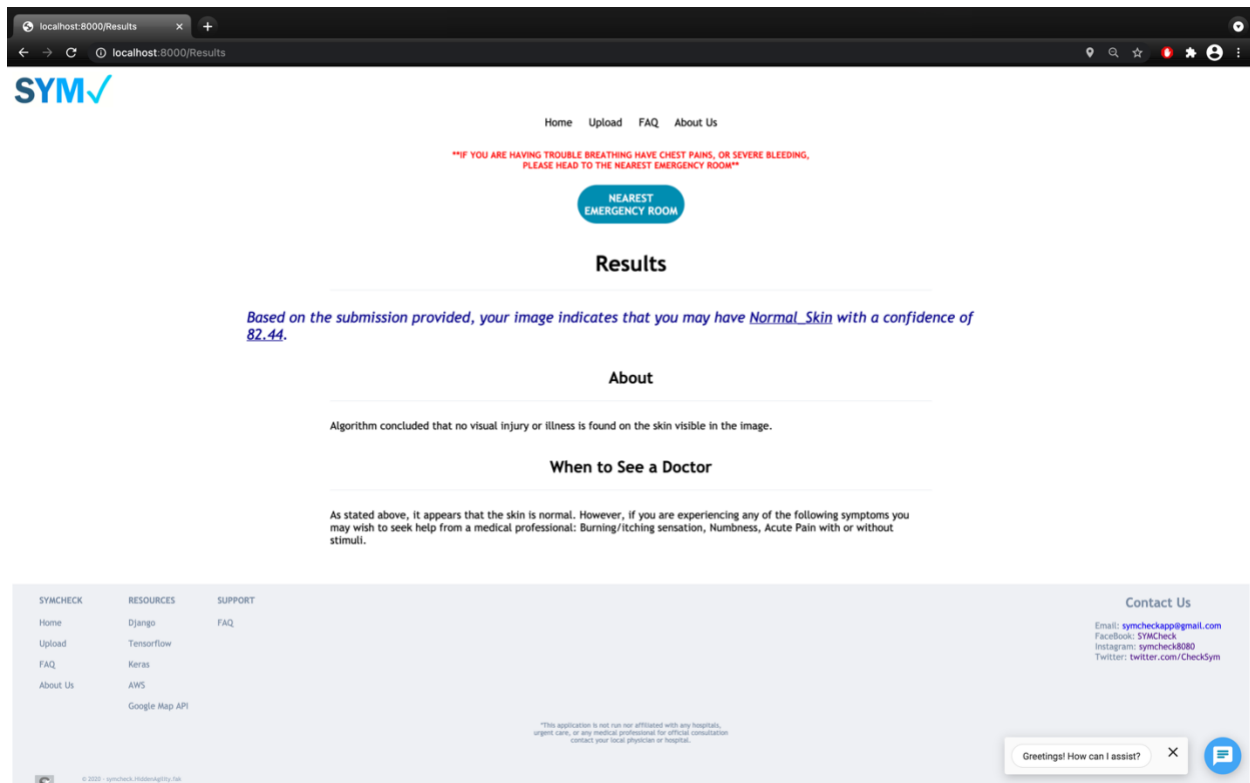 localhost:8000/Results
localhost:8000/Results
SYM
Home Upload FAQ About Us
**IF YOU ARE HAVING TROUBLE BREATHING HAVE CHEST PAINS, OR SEVERE BLEEDING,
PLEASE HEAD TO THE NEAREST EMERGENCY ROOM**
NEAREST
EMERGENCY ROOM
Results
Based on the submission provided, your image indicates that you may have Normal_Skin with a confidence of
82.44.
About
Algorithm concluded that no visual injury or illness is found on the skin visible in the image.
When to See a Doctor
As stated above, it appears that the skin is normal. However, if you are experiencing any of the following symptoms you
may wish to seek help from a medical professional: Burning/itching sensation, Numbness, Acute Pain with or without
stimuli.
SYMCHECK
Home
Upload
FAQ
About Us
RESOURCES
Django
Tensorflow
Keras
AWS
Google Map API
SUPPORT
FAQ
Contact Us
Email: symcheckapp@gmail.com
FaceBook: SYMCheck
Instagram: symcheck8080
Twitter: twitter.com/CheckSym
*This application is not run nor affiliated with any hospitals,
urgent care, or any medical professional for official consultation
contact your local physician or hospital.
Greetings! How can I assist?
© 2020 - symcheck.